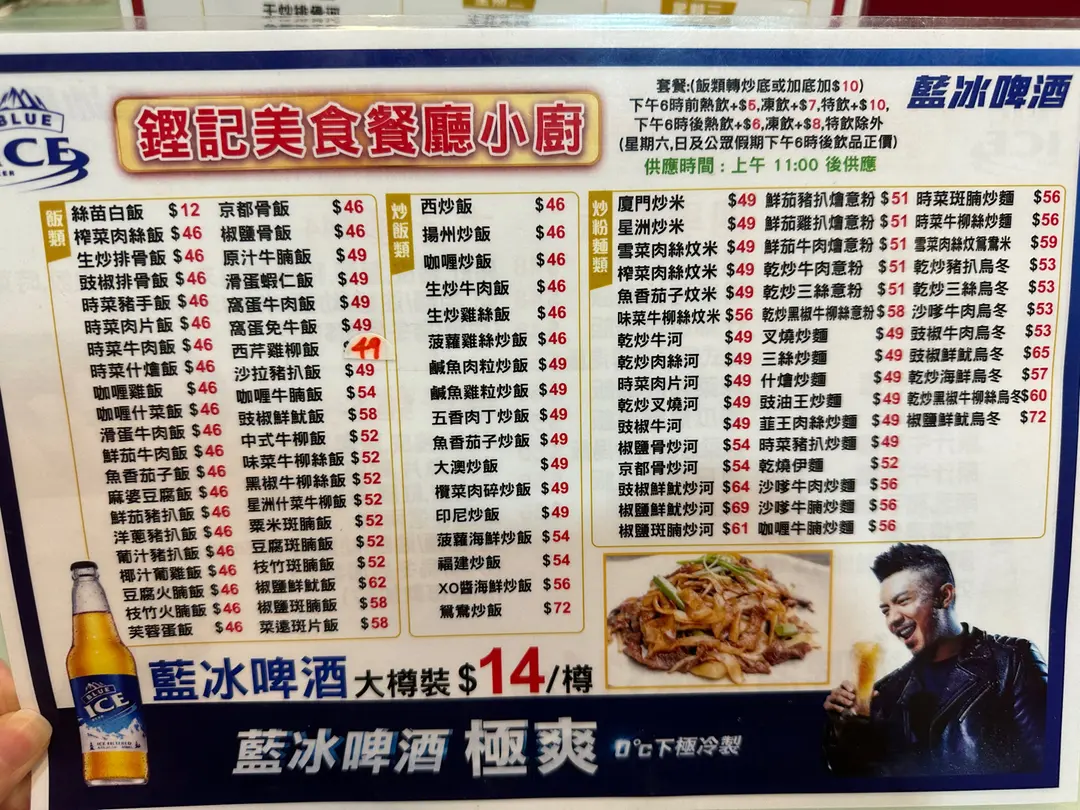 干炒排骨河
BLUE
ICE
BEER
鏗記美食餐廳小廚
套餐:(飯類轉炒底或加底加$10)
下午6時前熱飲+$5,凍飲+$7,特飲+$10,
下午6時後熱飲+$6,凍飲+$8,特飲除外
(星期六,日及公眾假期下午6時後飲品正價)
供應時間:上午 11:00 後供應
藍冰啤酒
飯類
絲苗白飯 $12
榨菜肉絲飯 $46
生炒排骨飯 $46
豉椒排骨飯 $46
時菜豬手飯 $46
時菜肉片飯 $46
時菜牛肉飯 $46
時菜什燴飯 $46
咖喱雞飯 $46
咖喱什菜飯 $46
滑蛋牛肉飯 $46
鮮茄牛肉飯 $46
魚香茄子飯 $46
麻婆豆腐飯 $46
鮮茄豬扒飯 $46
洋蔥豬扒飯 $46
葡汁豬扒飯 $46
椰汁葡雞飯 $46
豆腐火腩飯 $46
枝竹火腩飯 $46
芙蓉蛋飯 $46
京都骨飯 $46
椒鹽骨飯 $46
原汁牛腩飯 $49
滑蛋蝦仁飯 $49
窩蛋牛肉飯 $49
窩蛋免牛飯 $49
西芹雞柳飯 49
沙拉豬扒飯 $49
咖喱牛腩飯 $54
豉椒鮮魷飯 $58
中式牛柳飯 $52
味菜牛柳絲飯 $52
黑椒牛柳絲飯 $52
星洲什菜牛柳飯 $52
粟米斑腩飯 $52
豆腐斑腩飯 $52
枝竹斑腩飯 $52
椒鹽鮮魷飯 $62
椒鹽斑腩飯 $58
菜遠斑片飯 $58
炒飯類
西炒飯 $46
揚州炒飯 $46
咖喱炒飯 $46
生炒牛肉飯 $46
生炒雞絲飯 $46
菠蘿雞絲炒飯 $46
鹹魚肉粒炒飯 $49
鹹魚雞粒炒飯 $49
五香肉丁炒飯 $49
魚香茄子炒飯 $49
大澳炒飯 $49
欖菜肉碎炒飯 $49
印尼炒飯 $49
菠蘿海鮮炒飯 $54
福建炒飯 $54
XO醬海鮮炒飯 $56
鴛鴦炒飯 $72
炒粉麵類
廈門炒米 $49
星洲炒米 $49
雪菜肉絲炆米 $49
榨菜肉絲炆米 $49
魚香茄子炆米 $49
味菜牛柳絲炆米 $56
乾炒牛河 $49
乾炒肉絲河 $49
時菜肉片河 $49
乾炒叉燒河 $49
豉椒牛河 $49
椒鹽骨炒河 $54
京都骨炒河 $54
豉椒鮮魷炒河 $64
椒鹽鮮魷炒河 $69
椒鹽斑腩炒河 $61
鮮茄豬扒燴意粉 $51
鮮茄雞扒燴意粉 $51
鮮茄牛肉燴意粉 $51
乾炒牛肉意粉 $51
乾炒三絲意粉 $51
乾炒黑椒牛柳絲意粉 $58
叉燒炒麵 $49
三絲炒麵 $49
什燴炒麵 $49
豉油王炒麵 $49
韮王肉絲炒麵 $49
時菜豬扒炒麵 $49
乾燒伊麵 $52
沙嗲牛肉炒麵 $56
沙嗲牛腩炒麵 $56
咖喱牛腩炒麵 $56
時菜斑腩炒麵 $56
時菜牛柳絲炒麵 $56
雪菜肉絲炆鴛鴦米 $59
乾炒豬扒烏冬 $53
乾炒三絲烏冬 $53
沙嗲牛肉烏冬 $53
豉椒牛肉烏冬 $53
豉椒鮮魷烏冬 $65
乾炒海鮮烏冬 $57
乾炒黑椒牛柳絲烏冬 $60
椒鹽鮮魷烏冬 $72
BLUE
ICE
藍冰啤酒 大樽裝 $14/樽
藍冰啤酒 極爽 0°c下極冷製